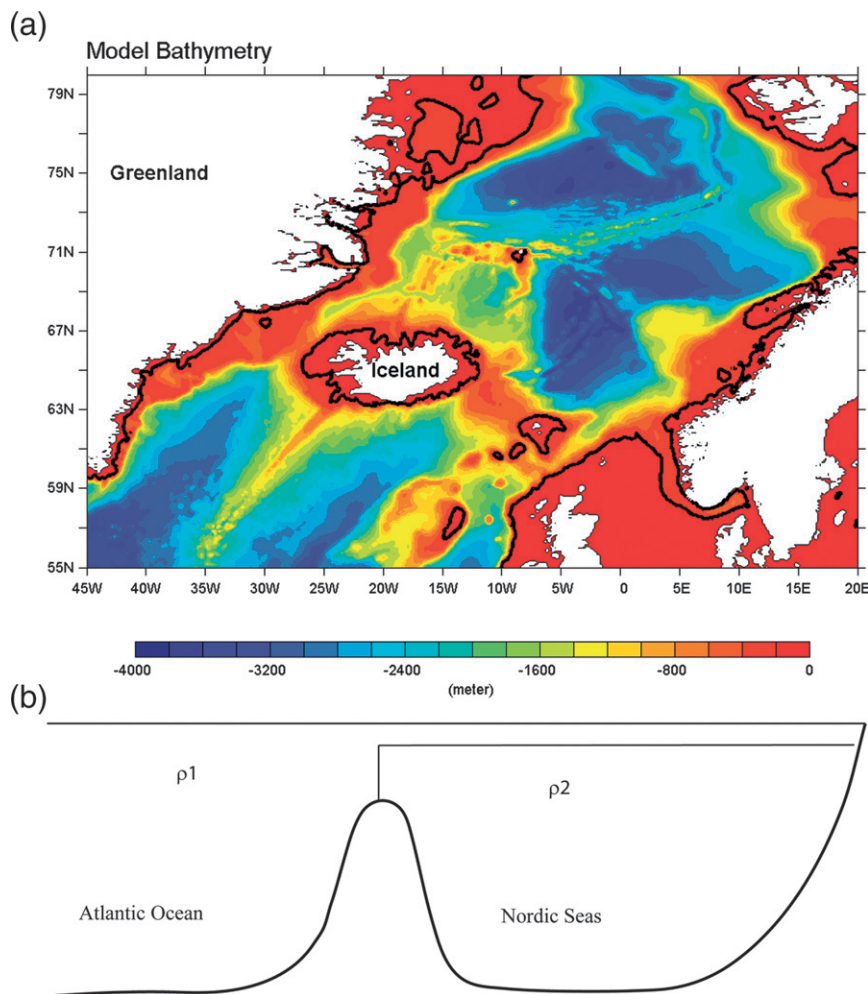 (a)
Model Bathymetry
79N
Greenland
75N
71N
67N
Iceland
63N
59N
55N
45W 40W 35W 30W 25W 20W 15W 10W 5W 0 5E 10E 15E 20E
-4000 -3200 -2400 -1600 -800 0
(meter)
(b)
ρ1
ρ2
Atlantic Ocean
Nordic Seas